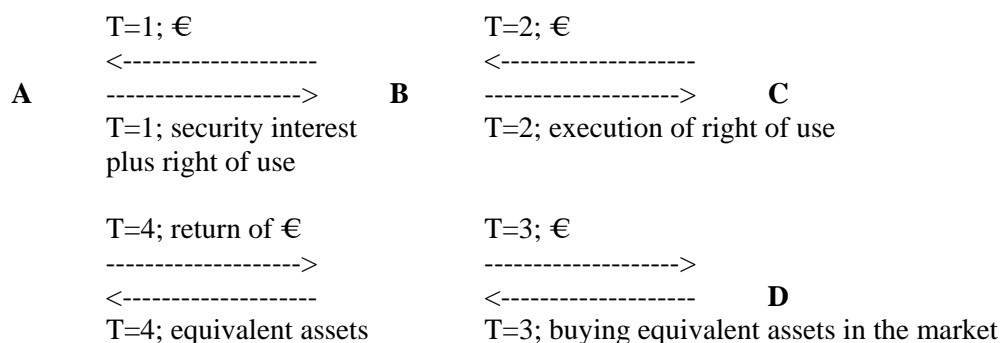 T=1; € T=2; €
<-------------------- <--------------------
A --------------------> B --------------------> C
T=1; security interest T=2; execution of right of use
plus right of use
T=4; return of € T=3; €
--------------------> -------------------->
<-------------------- <-------------------- D
T=4; equivalent assets T=3; buying equivalent assets in the market